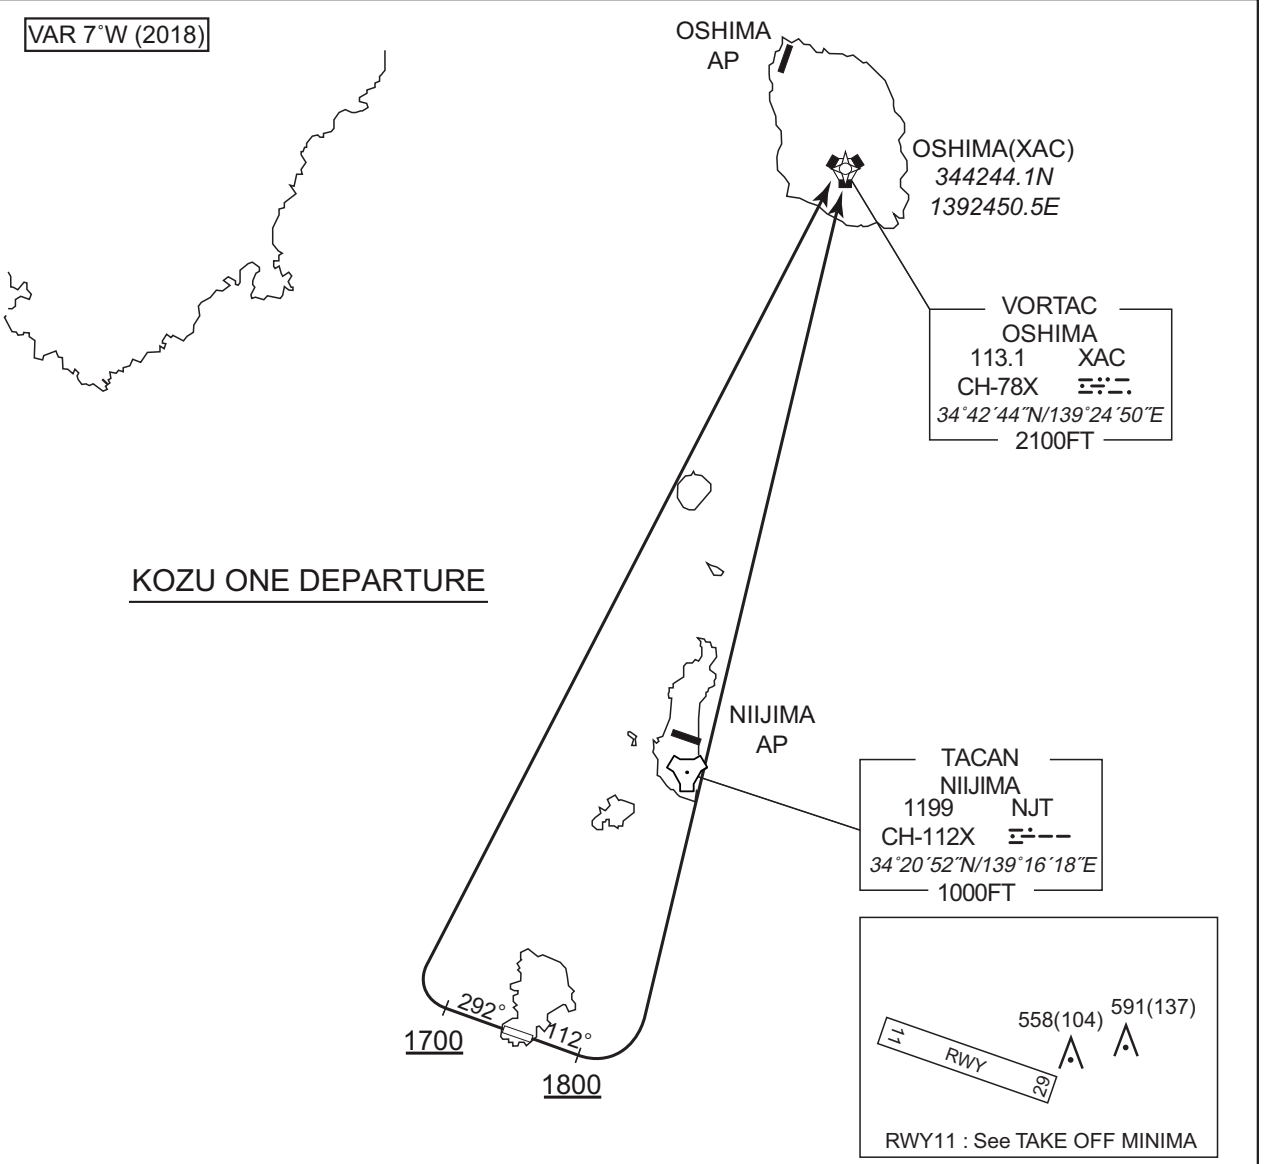 VAR 7°W (2018)
OSHIMA
AP
OSHIMA(XAC)
344244.1N
1392450.5E
VORTAC
OSHIMA
113.1 XAC
CH-78X
34°42´44˝N/139°24´50˝E
2100FT
KOZU ONE DEPARTURE
NIIJIMA
AP
TACAN
NIIJIMA
1199 NJT
CH-112X
34°20´52˝N/139°16´18˝E
1000FT
292°
112°
1700
1800
558(104)
591(137)
11
RWY
29
RWY11 : See TAKE OFF MINIMA